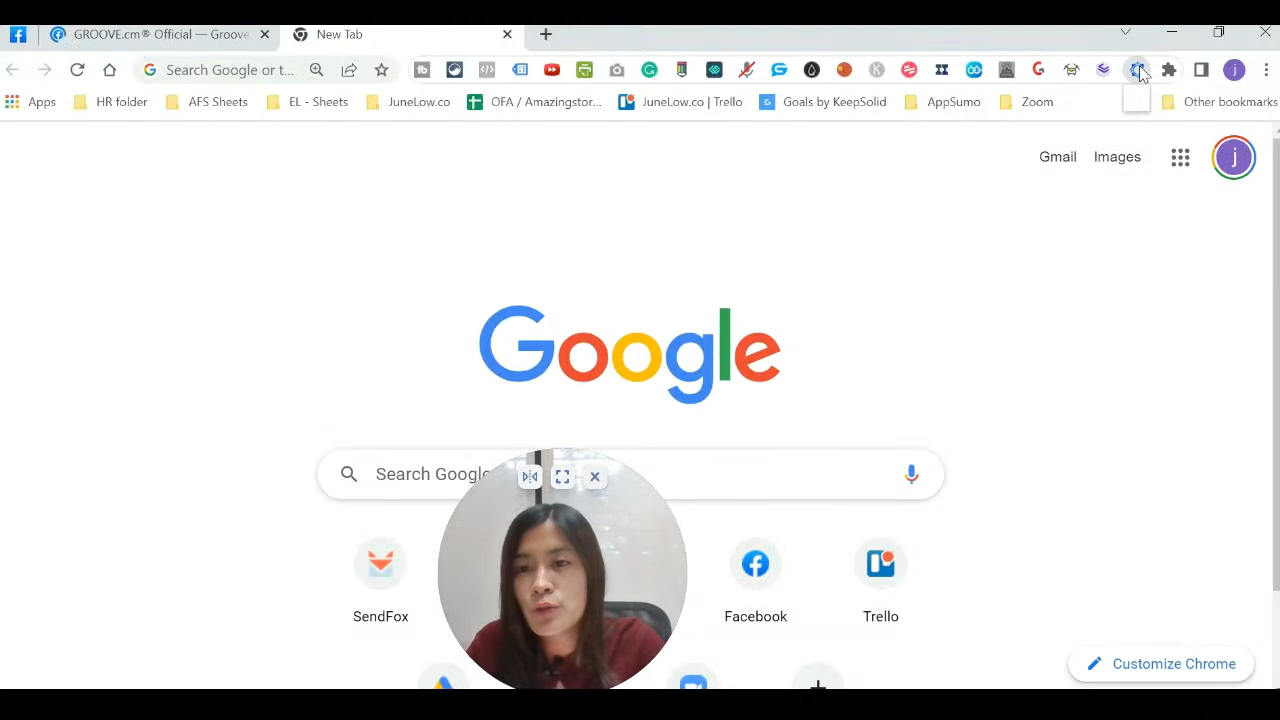 GROOVE.cm® Official — Groove
New Tab
Search Google or t...
Apps
HR folder
AFS Sheets
EL - Sheets
JuneLow.co
OFA / Amazingstor...
JuneLow.co | Trello
Goals by KeepSolid
AppSumo
Zoom
Other bookmarks
Gmail
Images
j
j
Google
Search Google
SendFox
Facebook
Trello
Customize Chrome